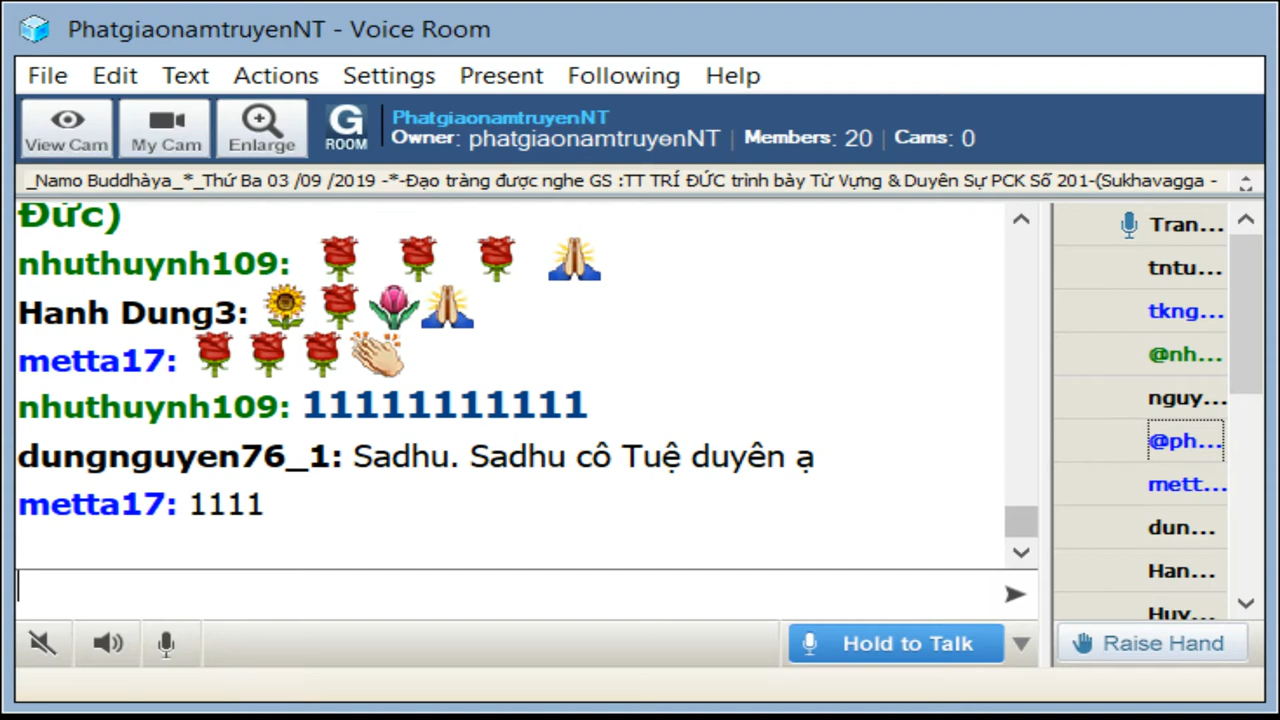 PhatgiaonamtruyenNT - Voice Room
File Edit Text Actions Settings Present Following Help
View Cam My Cam Enlarge G ROOM
PhatgiaonamtruyenNT
Owner: phatgiaonamtruyenNT | Members: 20 | Cams: 0
_Namo Buddhàya_*_Thứ Ba 03 /09 /2019 -*-Đạo tràng được nghe GS :TT TRÍ ĐỨC trình bày Từ Vựng & Duyên Sự PCK Số 201-(Sukhavagga -
Đức)
nhuthuynh109:
Hanh Dung3:
metta17:
nhuthuynh109: 11111111111
dungnguyen76_1: Sadhu. Sadhu cô Tuệ duyên ạ
metta17: 1111
Tran...
tntu...
tkng...
@nh...
nguy...
@ph...
mett...
dun...
Han...
Huy...
Hold to Talk
Raise Hand